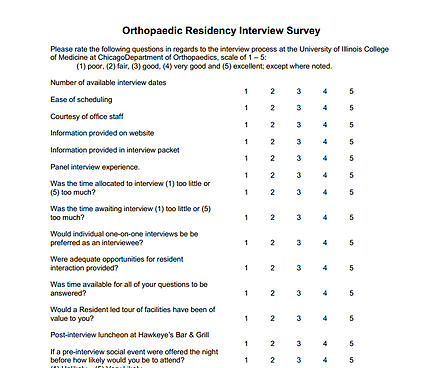 Orthopaedic Residency Interview Survey
Please rate the following questions in regards to the interview process at the University of Illinois College
of Medicine at ChicagoDepartment of Orthopaedics, scale of 1 – 5:
(1) poor, (2) fair, (3) good, (4) very good and (5) excellent; except where noted.
Number of available interview dates
1 2 3 4 5
Ease of scheduling
1 2 3 4 5
Courtesy of office staff
1 2 3 4 5
Information provided on website
1 2 3 4 5
Information provided in interview packet
1 2 3 4 5
Panel interview experience.
1 2 3 4 5
Was the time allocated to interview (1) too little or
(5) too much? 1 2 3 4 5
Was the time awaiting interview (1) too little or (5)
too much? 1 2 3 4 5
Would individual one-on-one interviews be be
preferred as an interviewee? 1 2 3 4 5
Were adequate opportunities for resident
interaction provided? 1 2 3 4 5
Was time available for all of your questions to be
answered? 1 2 3 4 5
Would a Resident led tour of facilities have been of
value to you? 1 2 3 4 5
Post-interview luncheon at Hawkeye's Bar & Grill
1 2 3 4 5
If a pre-interview social event were offered the night
before how likely would you be to attend? 1 2 3 4 5